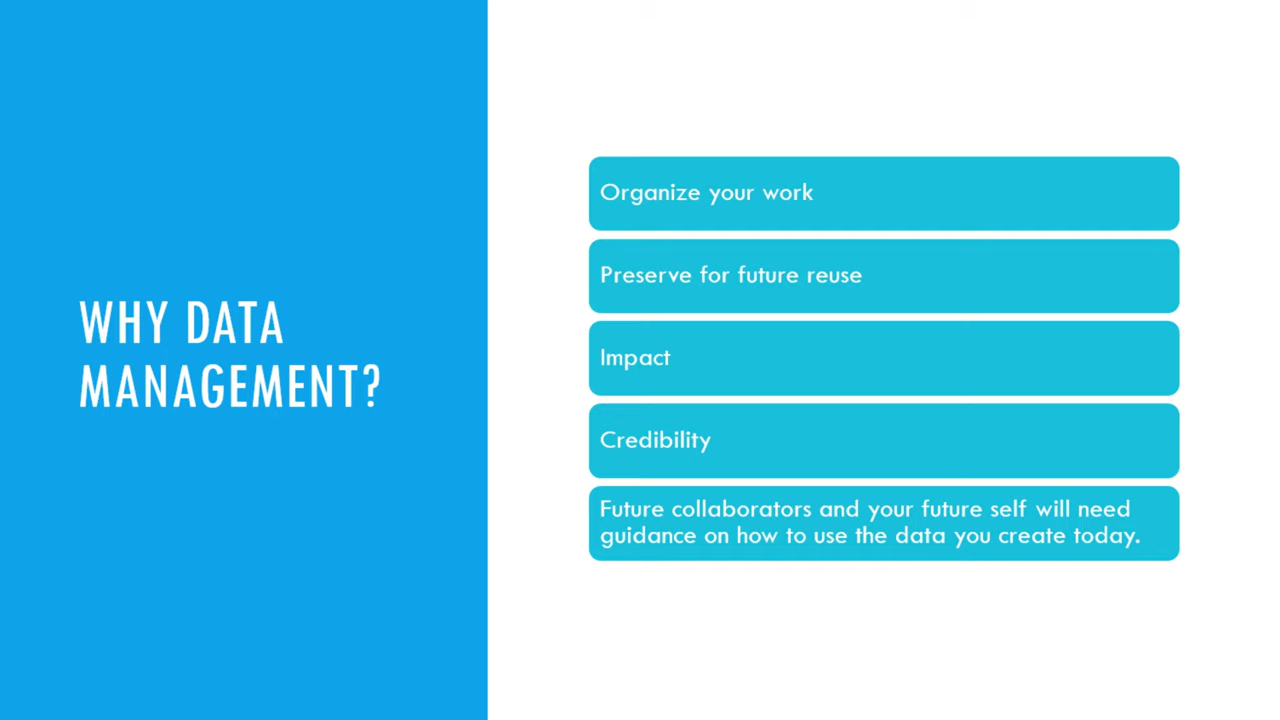 WHY DATA
MANAGEMENT?
Organize your work
Preserve for future reuse
Impact
Credibility
Future collaborators and your future self will need
guidance on how to use the data you create today.